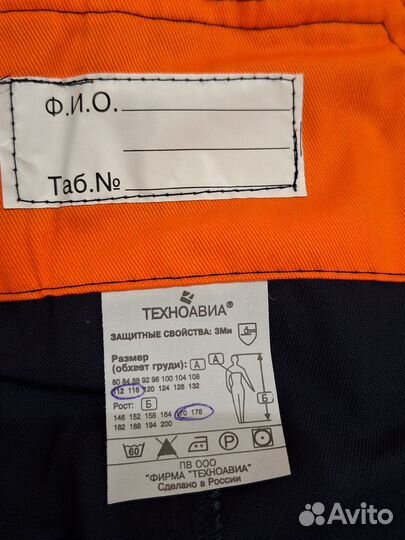 Ф.И.О.
Таб.№
ТЕХНОАВИА®
ЗАЩИТНЫЕ СВОЙСТВА: 3Ми
Размер
(обхват груди): А А
80 84 88 92 96 100 104 108
112 116 120 124 128 132
Рост: Б
Б
146 152 158 164 170 176
182 188 194 200
60
ПВ ООО
"ФИРМА "ТЕХНОАВИА"
Сделано в России
Avito